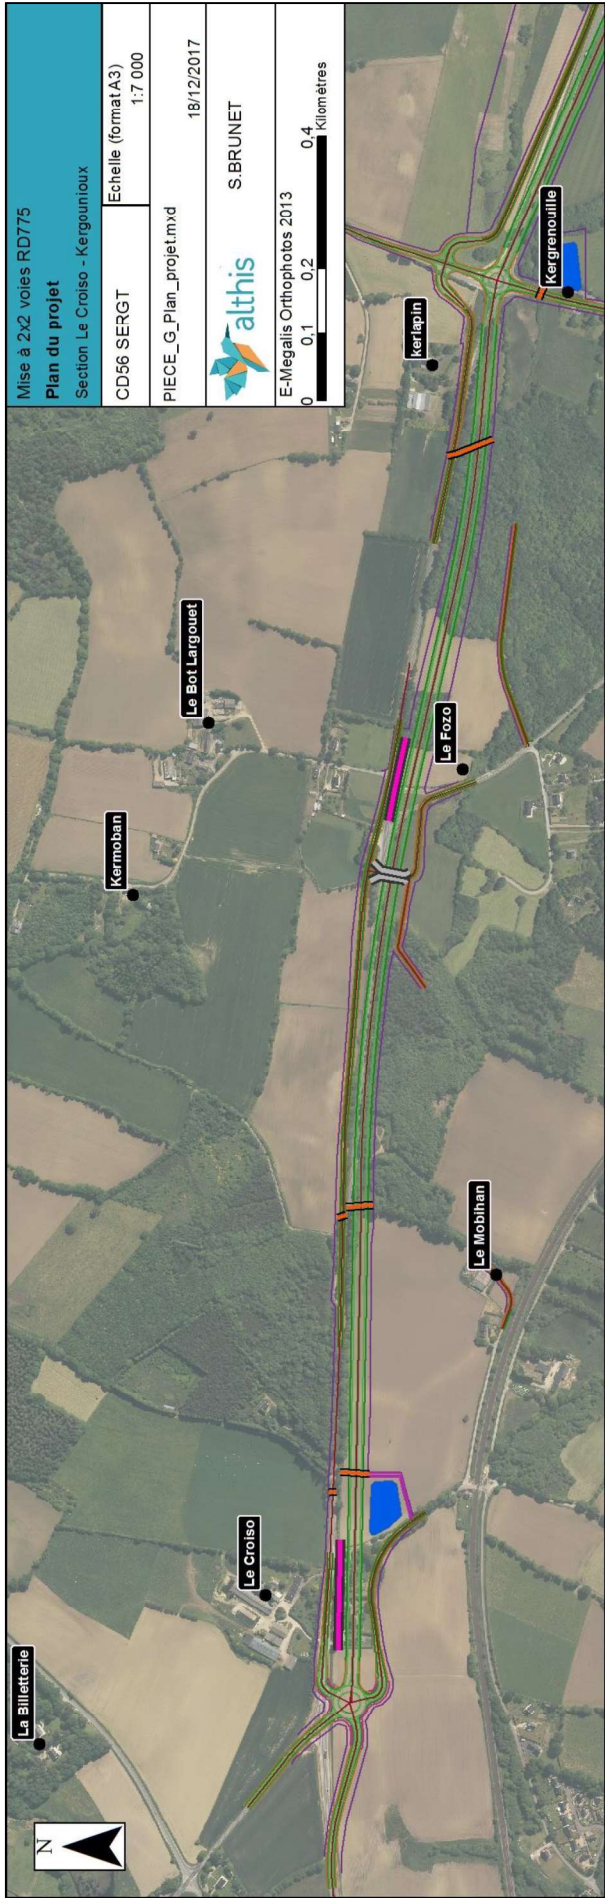 Mise à 2x2 voies RD775
Plan du projet
Section Le Croiso - Kergounioux
CD56 SERGT
Echelle (format A3)
1:7 000
PIECE_G_Plan_projet.mxd
18/12/2017
althis
S.BRUNET
E-Megalis Orthophotos 2013
0 0,1 0,2 0,4
Kilomètres
N
La Billetterie
Le Croiso
Kermoban
Le Bot Largouet
Le Mobihan
Le Fozo
kerlapin
Kergrenouille